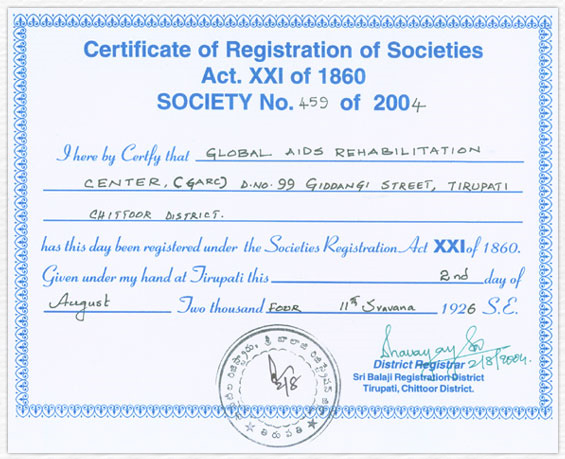 Certificate of Registration of Societies
Act. XXI of 1860
SOCIETY No. 459 of 2004
I here by Certify that GLOBAL AIDS REHABILITATION
CENTER, (GARC) D.NO. 99 GIDDANGI STREET, TIRUPATI
CHITTOOR DISTRICT.
has this day been registered under the Societies Registration Act XXI of 1860.
Given under my hand at Tirupati this 2nd day of
August Two thousand FOUR 11th Sravana 1926 S.E.
2/8/2004.
District Registrar
Sri Balaji Registration District
Tirupati, Chittoor District.
2/8
తిరుపతి